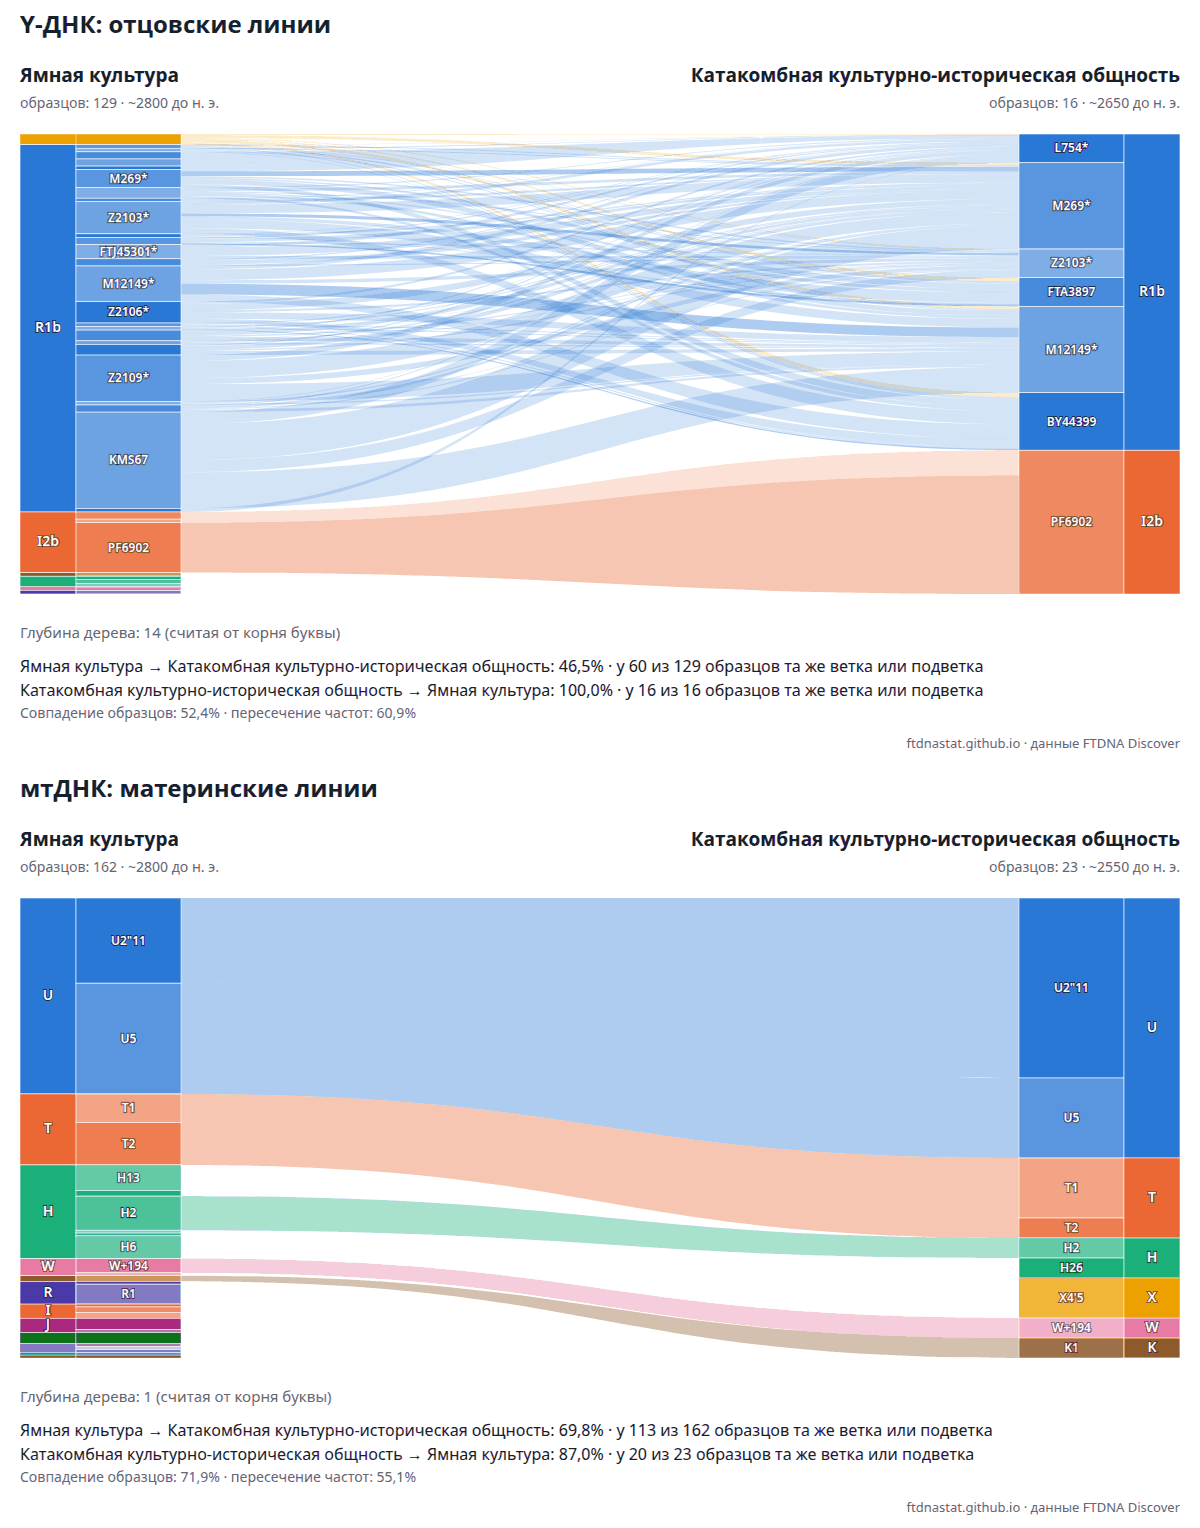 Y-ДНК: отцовские линии
Ямная культура
Катакомбная культурно-историческая общность
образцов: 129 · ~2800 до н. э.
образцов: 16 · ~2650 до н. э.
R1b
M269*
Z2103*
FTJ45301*
M12149*
Z2106*
Z2109*
KMS67
I2b
PF6902
L754*
M269*
Z2103*
FTA3897
M12149*
BY44399
PF6902
R1b
I2b
Глубина дерева: 14 (считая от корня буквы)
Ямная культура → Катакомбная культурно-историческая общность: 46,5% · у 60 из 129 образцов та же ветка или подветка
Катакомбная культурно-историческая общность → Ямная культура: 100,0% · у 16 из 16 образцов та же ветка или подветка
Совпадение образцов: 52,4% · пересечение частот: 60,9%
ftdnastat.github.io · данные FTDNA Discover
мтДНК: материнские линии
Ямная культура
Катакомбная культурно-историческая общность
образцов: 162 · ~2800 до н. э.
образцов: 23 · ~2550 до н. э.
U
U2"11
U5
T
T1
T2
H
H13
H2
H6
W
W+194
R
R1
I
J
U2"11
U5
U
T1
T2
T
H2
H26
H
X4'5
X
W+194
W
K1
K
Глубина дерева: 1 (считая от корня буквы)
Ямная культура → Катакомбная культурно-историческая общность: 69,8% · у 113 из 162 образцов та же ветка или подветка
Катакомбная культурно-историческая общность → Ямная культура: 87,0% · у 20 из 23 образцов та же ветка или подветка
Совпадение образцов: 71,9% · пересечение частот: 55,1%
ftdnastat.github.io · данные FTDNA Discover